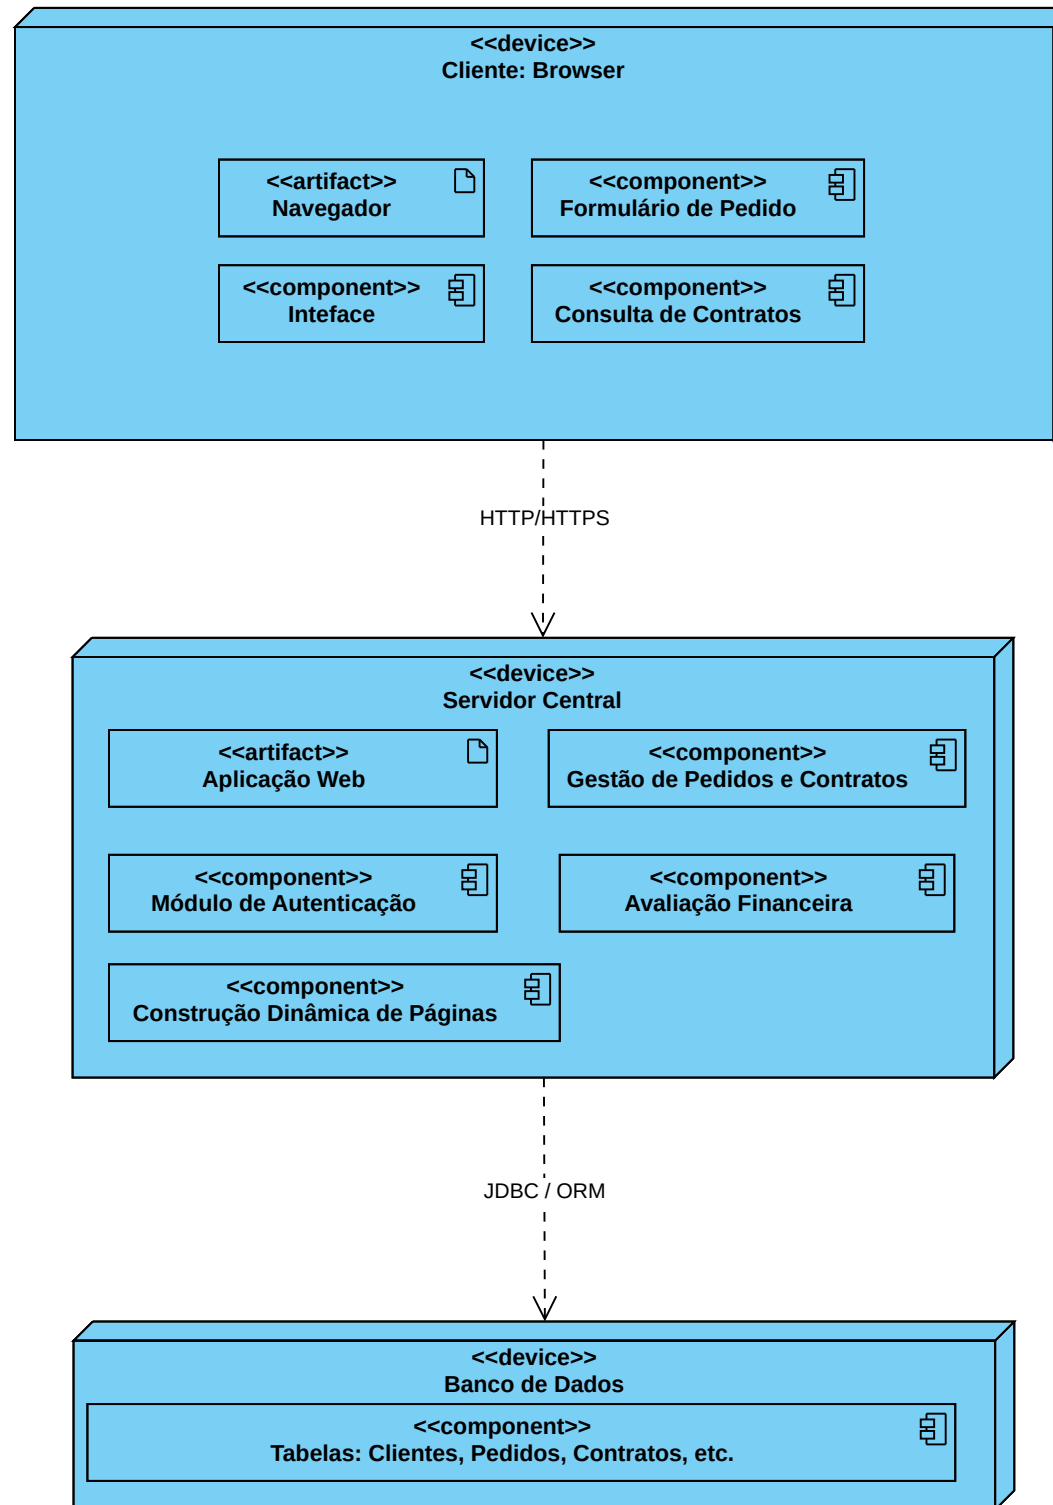 <<device>>
Cliente: Browser
<<artifact>>
Navegador
<<component>>
Formulário de Pedido
<<component>>
Inteface
<<component>>
Consulta de Contratos
HTTP/HTTPS
<<device>>
Servidor Central
<<artifact>>
Aplicação Web
<<component>>
Gestão de Pedidos e Contratos
<<component>>
Módulo de Autenticação
<<component>>
Avaliação Financeira
<<component>>
Construção Dinâmica de Páginas
JDBC / ORM
<<device>>
Banco de Dados
<<component>>
Tabelas: Clientes, Pedidos, Contratos, etc.